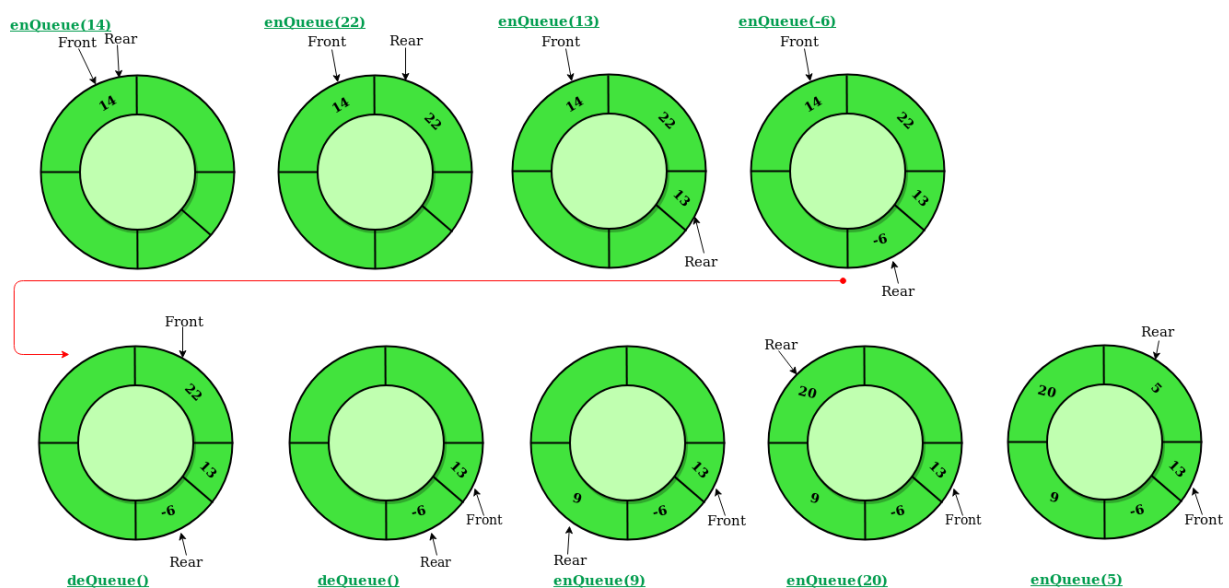 enQueue(14)
Front
Rear
14
enQueue(22)
Front
Rear
14
22
enQueue(13)
Front
14
22
13
Rear
enQueue(-6)
Front
14
22
13
-6
Rear
Front
22
13
-6
Rear
deQueue()
13
-6
Front
Rear
deQueue()
9
-6
13
Front
Rear
enQueue(9)
Rear
20
9
-6
13
Front
enQueue(20)
Rear
20
5
9
-6
13
Front
enQueue(5)